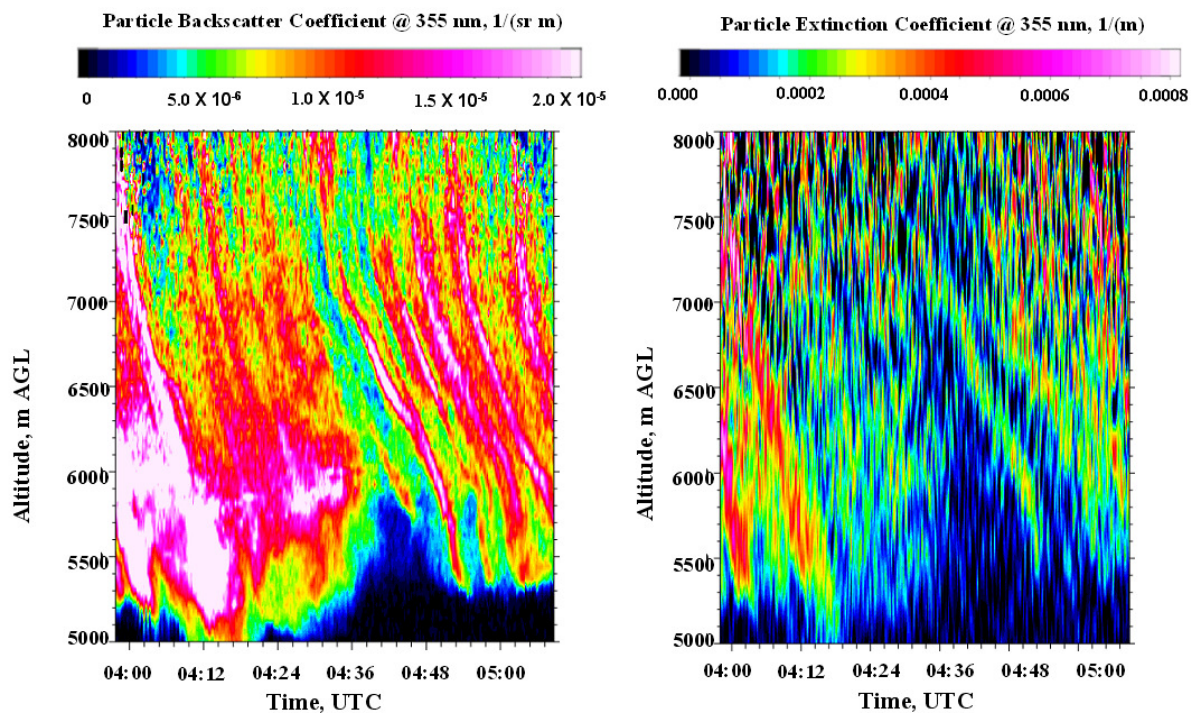 Particle Backscatter Coefficient @ 355 nm, 1/(sr m)
0 5.0 X 10⁻⁶ 1.0 X 10⁻⁵ 1.5 X 10⁻⁵ 2.0 X 10⁻⁵
8000
7500
7000
6500
6000
5500
5000
Altitude, m AGL
04:00 04:12 04:24 04:36 04:48 05:00
Time, UTC
Particle Extinction Coefficient @ 355 nm, 1/(m)
0.000 0.0002 0.0004 0.0006 0.0008
8000
7500
7000
6500
6000
5500
5000
Altitude, m AGL
04:00 04:12 04:24 04:36 04:48 05:00
Time, UTC